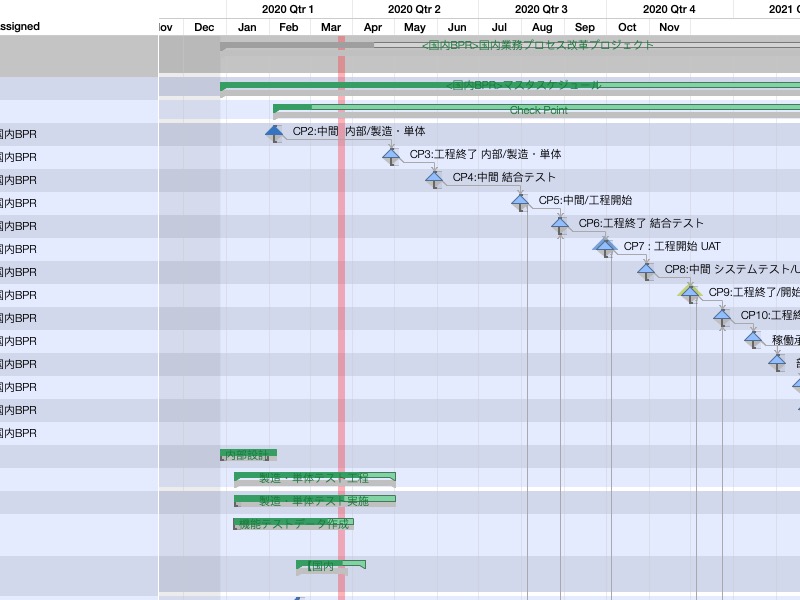 2020 Qtr 1 2020 Qtr 2 2020 Qtr 3 2020 Qtr 4 2021
ssigned Dec Jan Feb Mar Apr May Jun Jul Aug Sep Oct Nov
<国内BPR>国内業務プロセス改革プロジェクト
<国内BPR>マスタスケジュール
Check Point
国内BPR CP2:中間 内部/製造・単体
国内BPR CP3:工程終了 内部/製造・単体
国内BPR CP4:中間 結合テスト
国内BPR CP5:中間/工程開始
国内BPR CP6:工程終了 結合テスト
国内BPR CP7 : 工程開始 UAT
国内BPR CP8:中間 システムテスト/U
国内BPR CP9:工程終了/開始
国内BPR CP10:工程終
国内BPR 稼働
国内BPR
国内BPR
国内BPR
国内BPR
内部設計
製造・単体テスト工程
製造・単体テスト実施
機能テストデータ作成
【国内